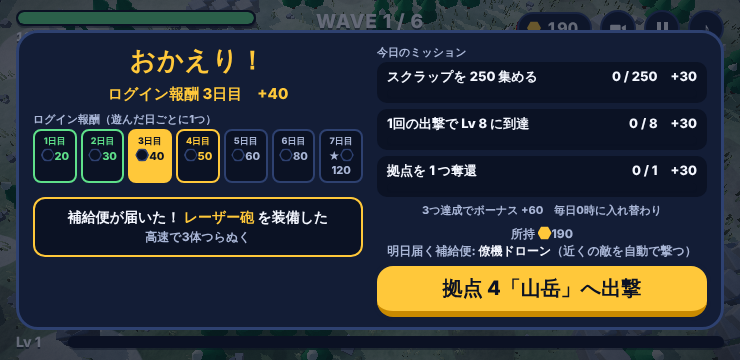 WAVE 1 / 6
190
おかえり！
ログイン報酬 3日目 +40
ログイン報酬（遊んだ日ごとに1つ）
1日目
20
2日目
30
3日目
40
4日目
50
5日目
60
6日目
80
7日目
★
120
補給便が届いた！ レーザー砲 を装備した
高速で3体つらぬく
今日のミッション
スクラップを 250 集める 0 / 250 +30
1回の出撃で Lv 8 に到達 0 / 8 +30
拠点を 1 つ奪還 0 / 1 +30
3つ達成でボーナス +60 毎日0時に入れ替わり
所持 190
明日届く補給便: 僚機ドローン（近くの敵を自動で撃つ）
拠点 4「山岳」へ出撃
Lv 1